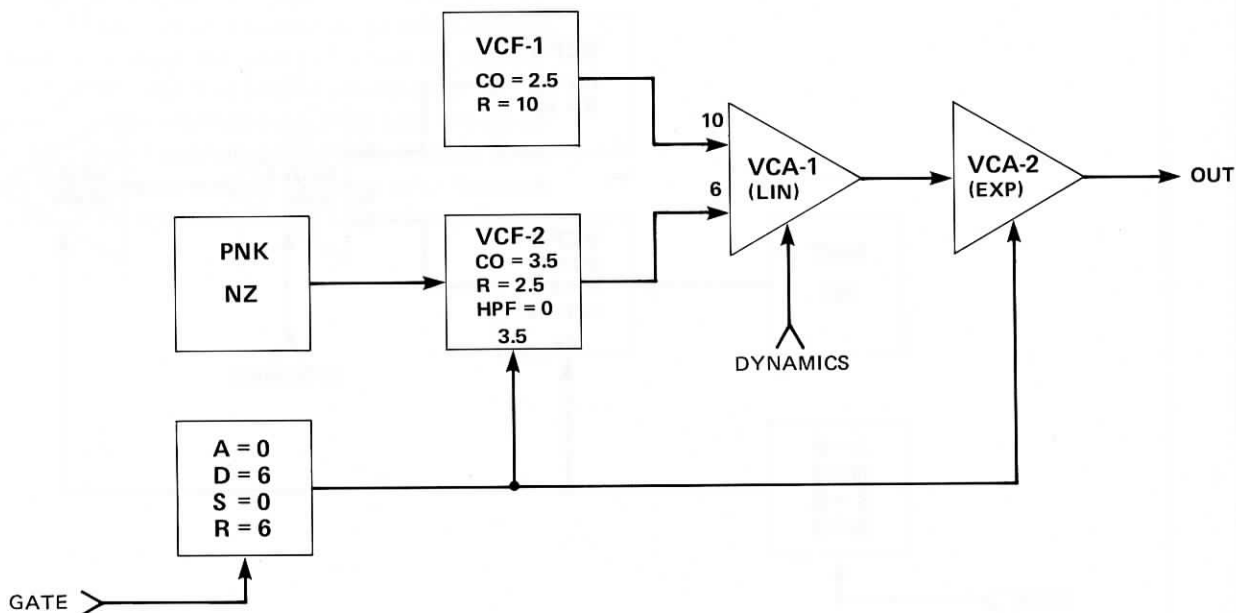 VCF-1
CO = 2.5
R = 10
10
VCA-1
(LIN)
6
VCA-2
(EXP)
OUT
PNK
NZ
VCF-2
CO = 3.5
R = 2.5
HPF = 0
3.5
DYNAMICS
A = 0
D = 6
S = 0
R = 6
GATE